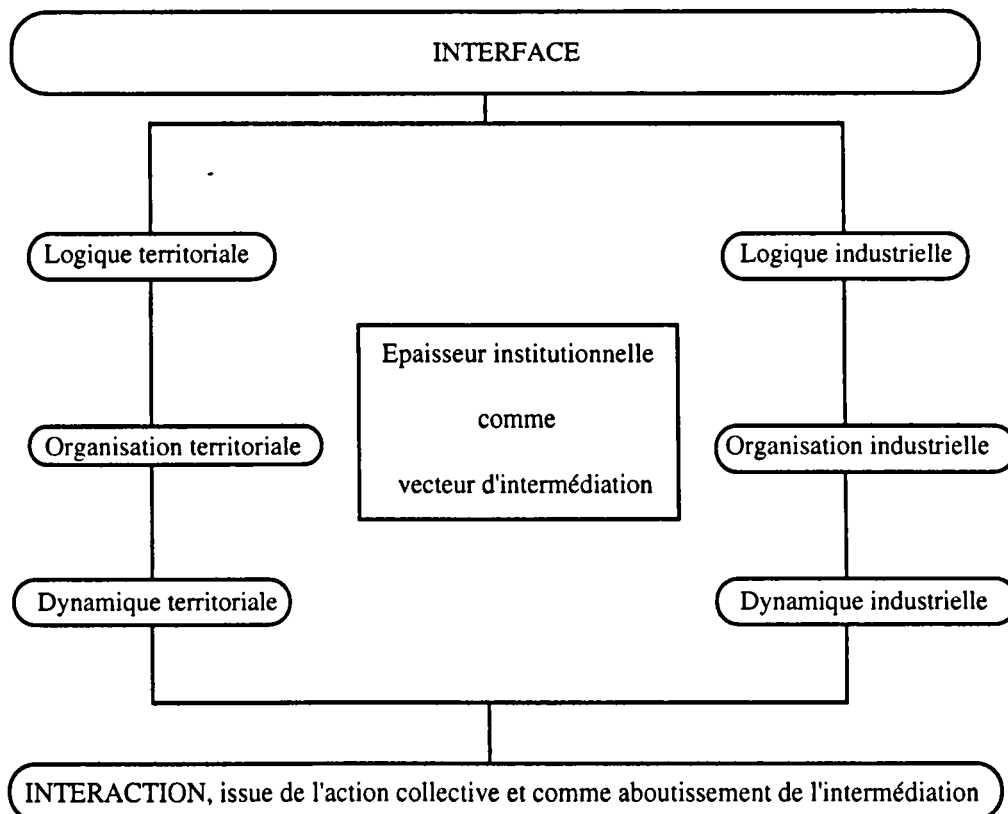 INTERFACE
Logique territoriale
Logique industrielle
Epaisseur institutionnelle
comme
vecteur d'intermédiation
Organisation territoriale
Organisation industrielle
Dynamique territoriale
Dynamique industrielle
INTERACTION, issue de l'action collective et comme aboutissement de l'intermédiation